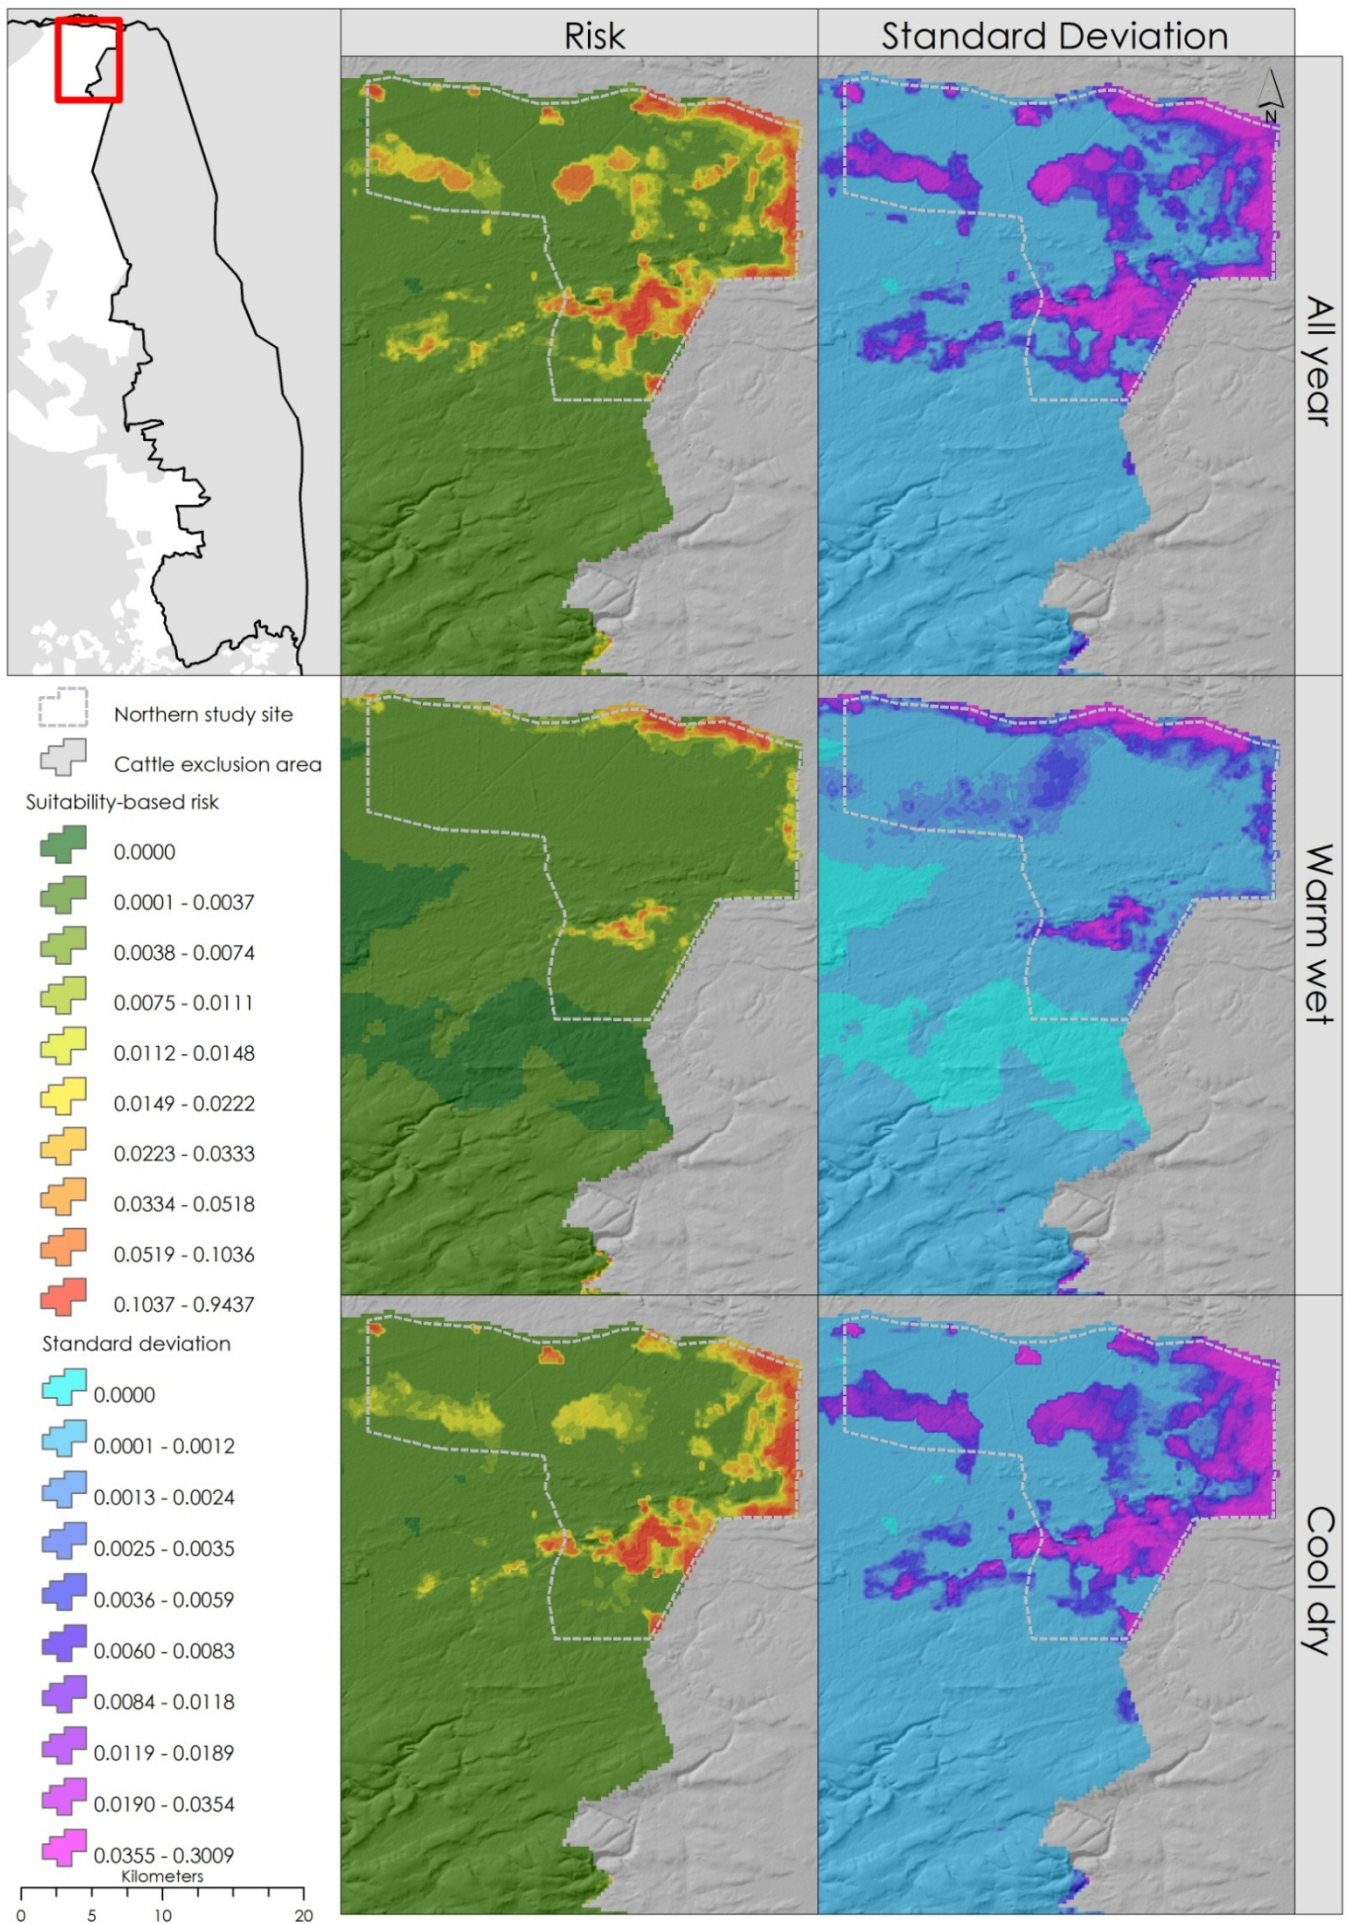 Risk
Standard Deviation
N
All year
Northern study site
Cattle exclusion area
Suitability-based risk
0.0000
0.0001 - 0.0037
0.0038 - 0.0074
0.0075 - 0.0111
0.0112 - 0.0148
0.0149 - 0.0222
0.0223 - 0.0333
0.0334 - 0.0518
0.0519 - 0.1036
0.1037 - 0.9437
Standard deviation
0.0000
0.0001 - 0.0012
0.0013 - 0.0024
0.0025 - 0.0035
0.0036 - 0.0059
0.0060 - 0.0083
0.0084 - 0.0118
0.0119 - 0.0189
0.0190 - 0.0354
0.0355 - 0.3009
Kilometers
0 5 10 20
Warm wet
Cool dry